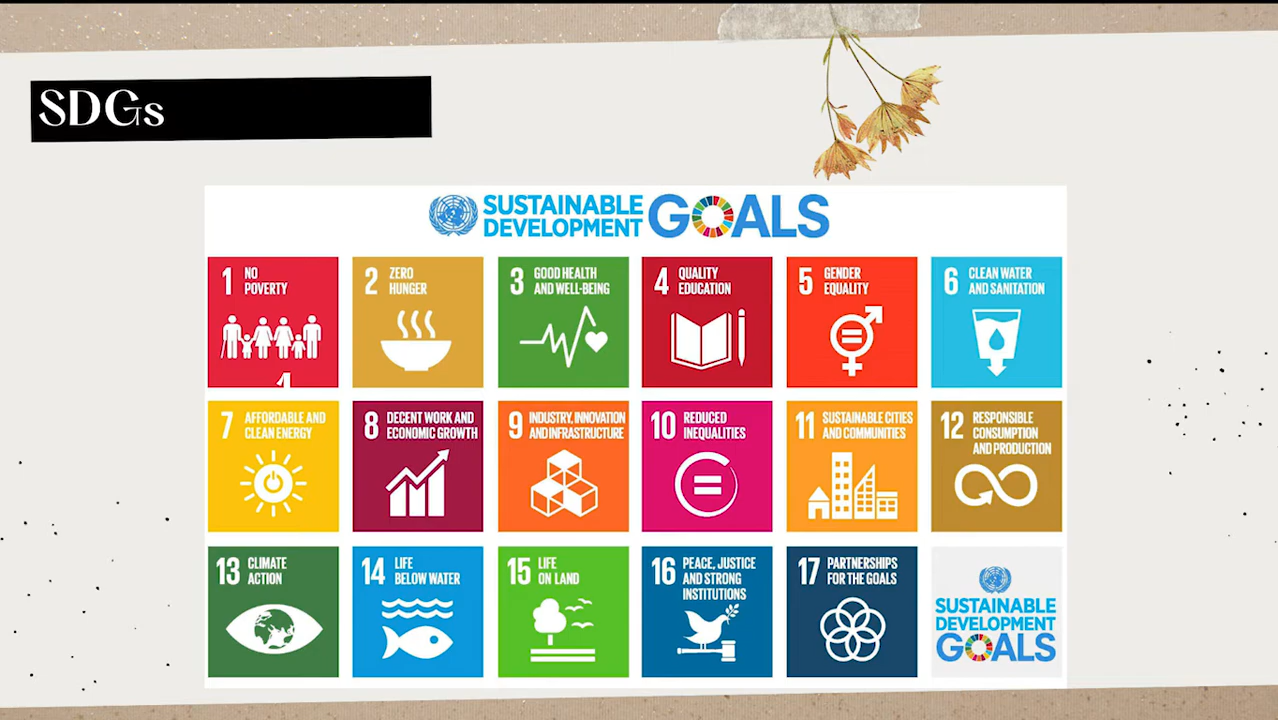 SDGs
SUSTAINABLE
DEVELOPMENT
GOALS
1 NO
POVERTY
2 ZERO
HUNGER
3 GOOD HEALTH
AND WELL-BEING
4 QUALITY
EDUCATION
5 GENDER
EQUALITY
6 CLEAN WATER
AND SANITATION
7 AFFORDABLE AND
CLEAN ENERGY
8 DECENT WORK AND
ECONOMIC GROWTH
9 INDUSTRY, INNOVATION
AND INFRASTRUCTURE
10 REDUCED
INEQUALITIES
11 SUSTAINABLE CITIES
AND COMMUNITIES
12 RESPONSIBLE
CONSUMPTION
AND PRODUCTION
13 CLIMATE
ACTION
14 LIFE
BELOW WATER
15 LIFE
ON LAND
16 PEACE, JUSTICE
AND STRONG
INSTITUTIONS
17 PARTNERSHIPS
FOR THE GOALS
SUSTAINABLE
DEVELOPMENT
GOALS